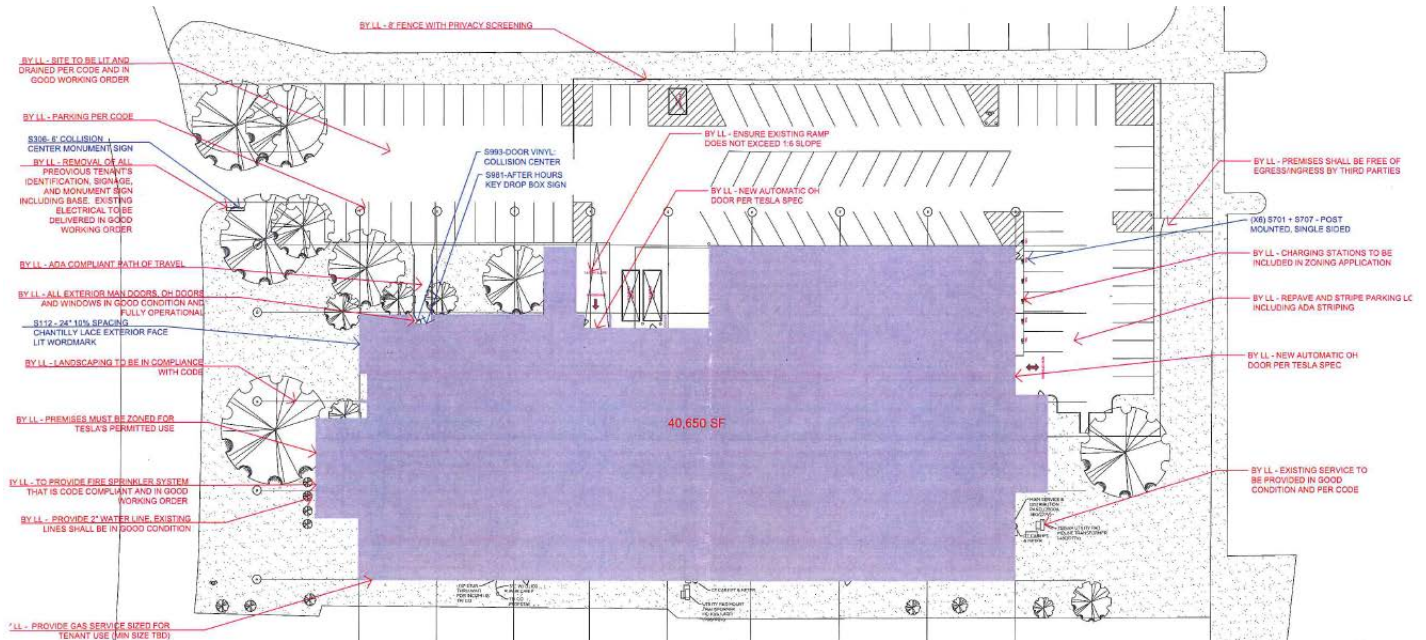 BY LL - 8' FENCE WITH PRIVACY SCREENING
BY LL - SITE TO BE LIT AND
DRAINED PER CODE AND IN
GOOD WORKING ORDER
BY LL - PARKING PER CODE
S306- 6' COLLISION
CENTER MONUMENT SIGN
BY LL - REMOVAL OF ALL
PREOVIOUS TENANT'S
IDENTIFICATION, SIGNAGE,
AND MONUMENT SIGN
INCLUDING BASE. EXISTING
ELECTRICAL TO BE
DELIVERED IN GOOD
WORKING ORDER
BY LL - ADA COMPLIANT PATH OF TRAVEL
BY LL - ALL EXTERIOR MAN DOORS, OH DOORS
AND WINDOWS IN GOOD CONDITION AND
FULLY OPERATIONAL
S112 - 24" 10% SPACING
CHANTILLY LACE EXTERIOR FACE
LIT WORDMARK
BY LL - LANDSCAPING TO BE IN COMPLIANCE
WITH CODE
BY LL - PREMISES MUST BE ZONED FOR
TESLA'S PERMITTED USE
BY LL - TO PROVIDE FIRE SPRINKLER SYSTEM
THAT IS CODE COMPLIANT AND IN GOOD
WORKING ORDER
BY LL - PROVIDE 2" WATER LINE, EXISTING
LINES SHALL BE IN GOOD CONDITION
LL - PROVIDE GAS SERVICE SIZED FOR
TENANT USE (MIN SIZE TBD)
S993-DOOR VINYL:
COLLISION CENTER
S981-AFTER HOURS
KEY DROP BOX SIGN
BY LL - ENSURE EXISTING RAMP
DOES NOT EXCEED 1:6 SLOPE
BY LL - NEW AUTOMATIC OH
DOOR PER TESLA SPEC
40,650 SF
BY LL - PREMISES SHALL BE FREE OF
EGRESS/INGRESS BY THIRD PARTIES
(X6) S701 + S707 - POST
MOUNTED, SINGLE SIDED
BY LL - CHARGING STATIONS TO BE
INCLUDED IN ZONING APPLICATION
BY LL - REPAVE AND STRIPE PARKING LO
INCLUDING ADA STRIPING
BY LL - NEW AUTOMATIC OH
DOOR PER TESLA SPEC
BY LL - EXISTING SERVICE TO
BE PROVIDED IN GOOD
CONDITION AND PER CODE